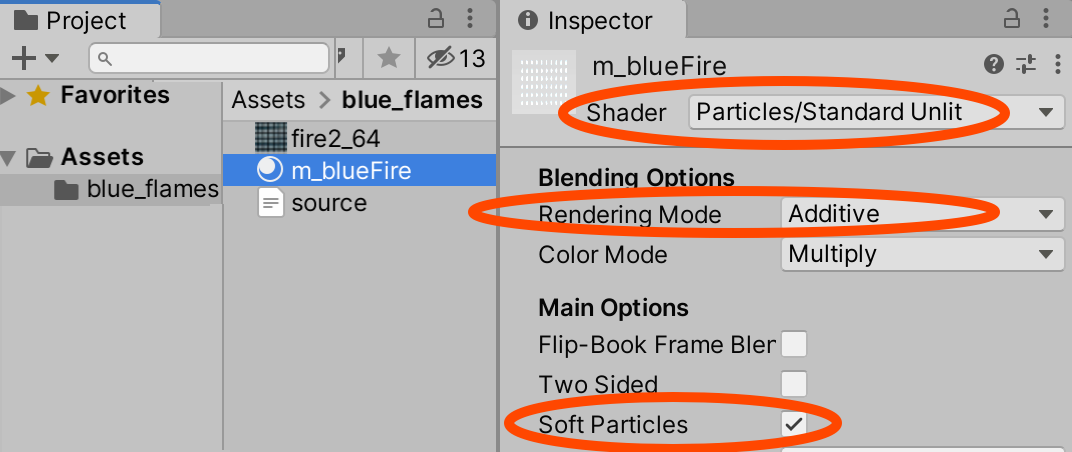 Project
13
Favorites
Assets
blue_flames
Assets > blue_flames
fire2_64
m_blueFire
source
Inspector
m_blueFire
Shader Particles/Standard Unlit
Blending Options
Rendering Mode Additive
Color Mode Multiply
Main Options
Flip-Book Frame Bler
Two Sided
Soft Particles